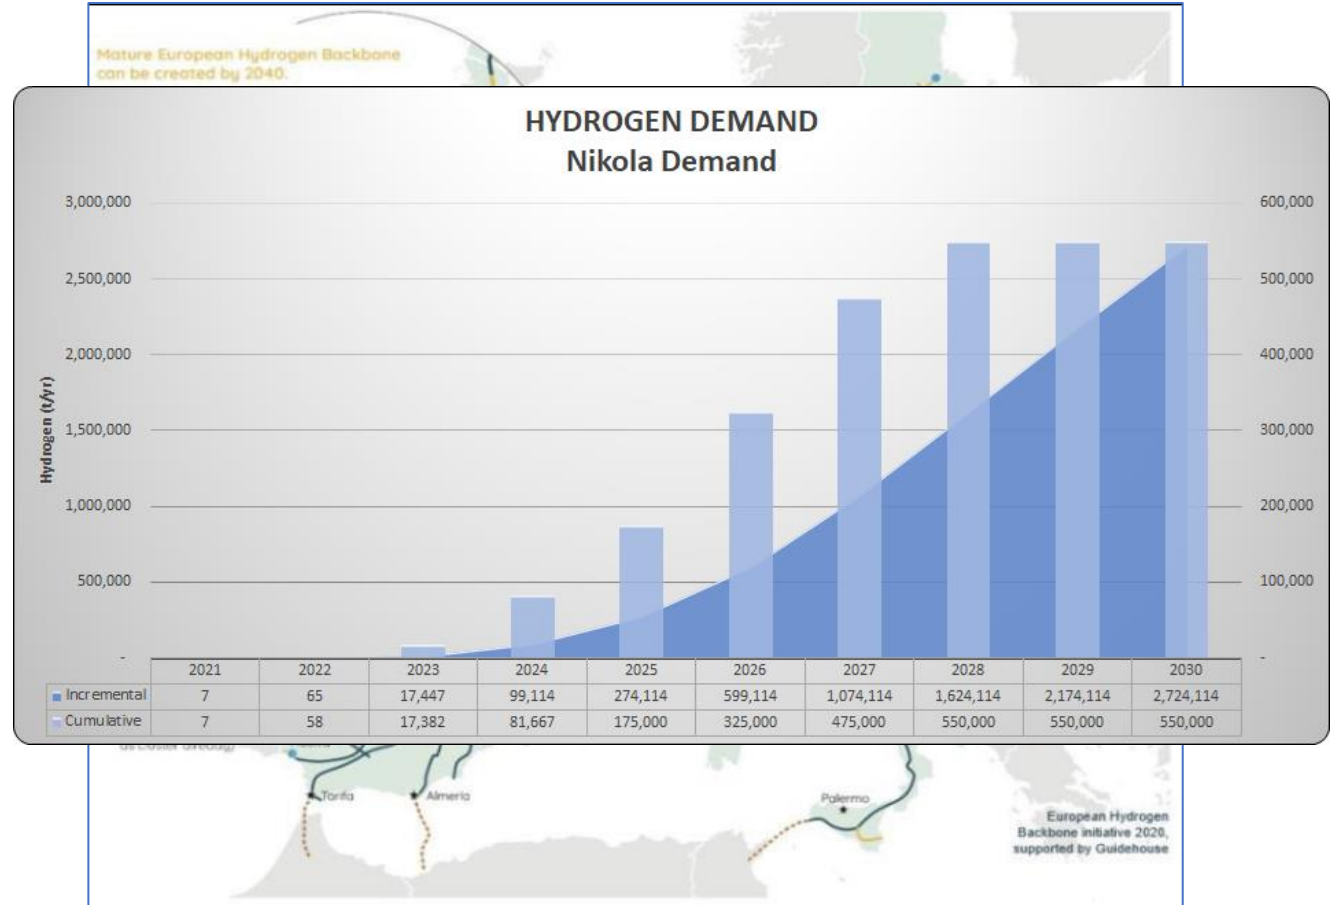 Mature European Hydrogen Backbone
can be created by 2040.
HYDROGEN DEMAND
Nikola Demand
3,000,000 600,000
2,500,000 500,000
2,000,000 400,000
1,500,000 300,000
1,000,000 200,000
500,000 100,000
- -
Hydrogen (t/yr)
2021 2022 2023 2024 2025 2026 2027 2028 2029 2030
Incremental 7 65 17,447 99,114 274,114 599,114 1,074,114 1,624,114 2,174,114 2,724,114
Cumulative 7 58 17,382 81,667 175,000 325,000 475,000 550,000 550,000 550,000
already)
Tarifa
Almería
Palermo
European Hydrogen
Backbone initiative 2020,
supported by Guidehouse